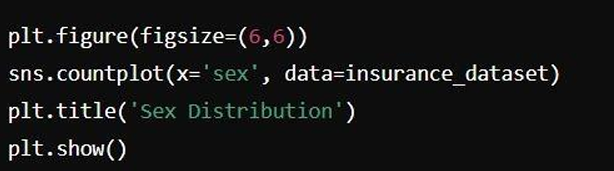 plt.figure(figsize=(6,6))
sns.countplot(x='sex', data=insurance_dataset)
plt.title('Sex Distribution')
plt.show()